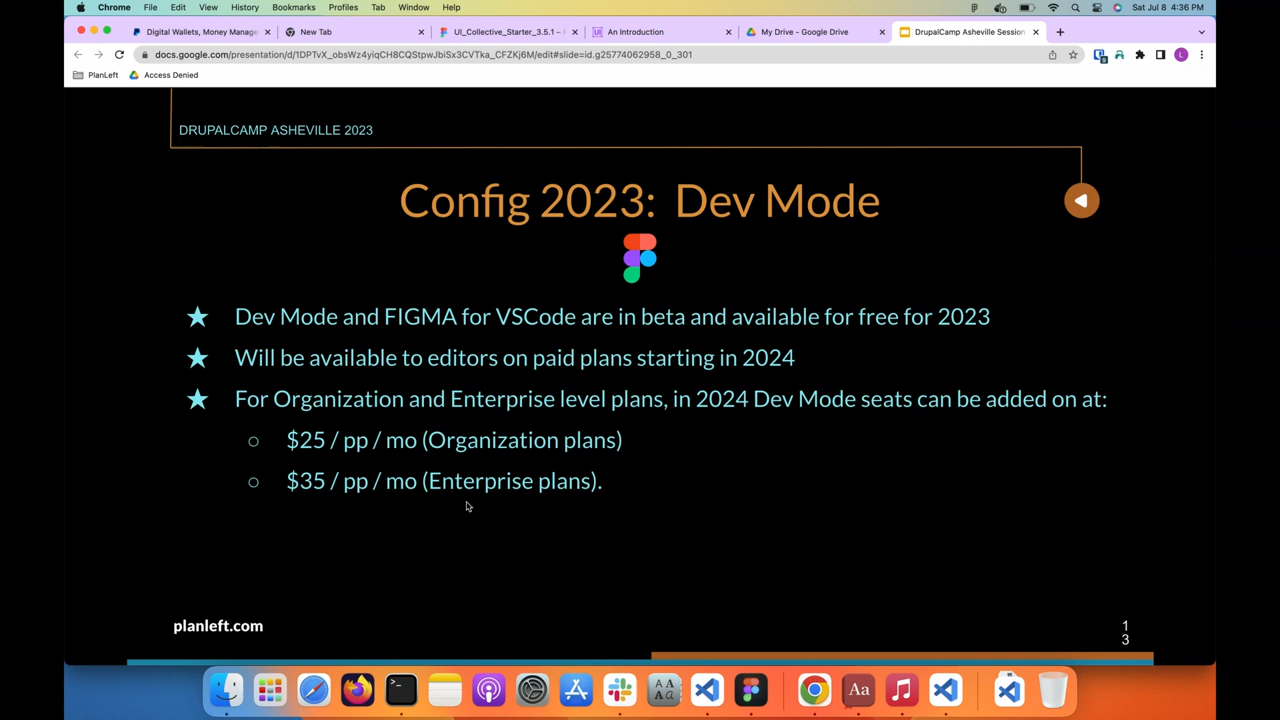 Chrome File Edit View History Bookmarks Profiles Tab Window Help Sat Jul 8 4:36 PM
Digital Wallets, Money Manage × New Tab × UI_Collective_Starter_3.5.1 – × An Introduction × My Drive - Google Drive × DrupalCamp Asheville Session × +
docs.google.com/presentation/d/1DPTvX_obsWz4yiqCH8CQStpwJbiSx3CVTka_CFZKj6M/edit#slide=id.g25774062958_0_301
PlanLeft Access Denied
DRUPALCAMP ASHEVILLE 2023
Config 2023: Dev Mode
★ Dev Mode and FIGMA for VSCode are in beta and available for free for 2023
★ Will be available to editors on paid plans starting in 2024
★ For Organization and Enterprise level plans, in 2024 Dev Mode seats can be added on at:
○ $25 / pp / mo (Organization plans)
○ $35 / pp / mo (Enterprise plans).
planleft.com
1
3